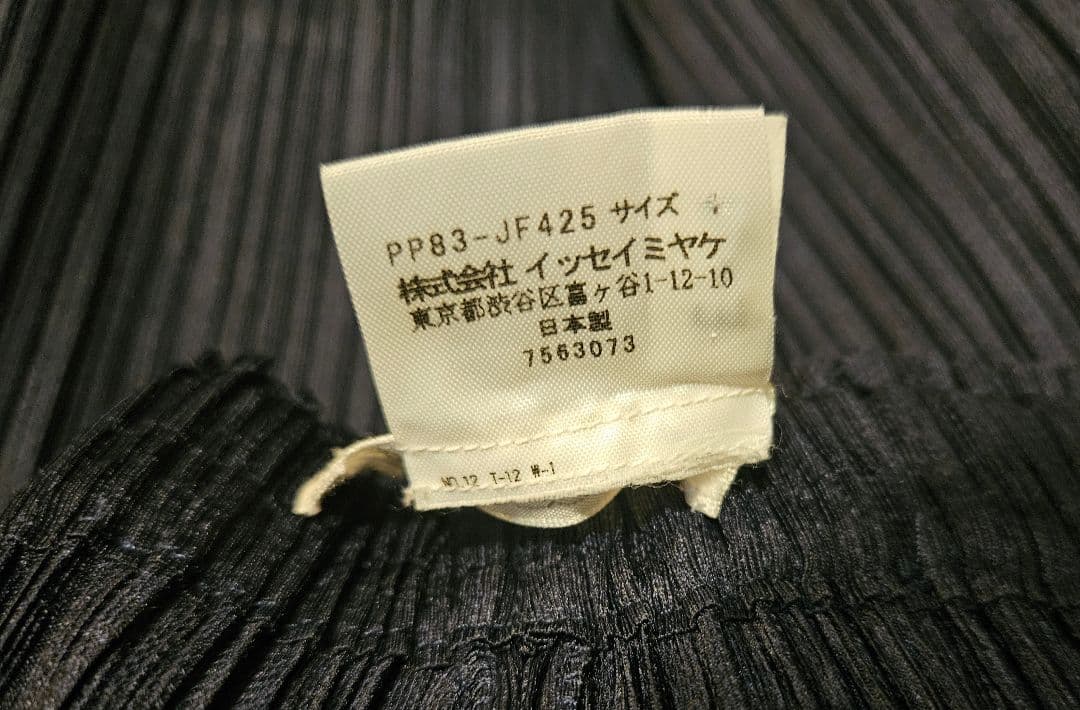 PP83-JF425 サイズ 4
株式会社 イッセイミヤケ
東京都渋谷区富ヶ谷1-12-10
日本製
7563073
NO.12 T-12 W-1